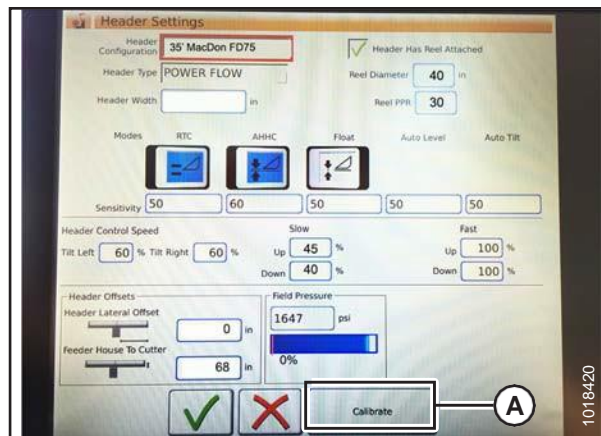 Header Settings
Header Configuration 35' MacDon FD75 Header Has Reel Attached
Header Type POWER FLOW Reel Diameter 40 in
Header Width in Reel PPR 30
Modes RTC AHHC Float Auto Level Auto Tilt
Sensitivity 50 60 50 50 50
Header Control Speed Slow Fast
Tilt Left 60 % Tilt Right 60 % Up 45 % Up 100 %
Down 40 % Down 100 %
Header Offsets Field Pressure
Header Lateral Offset 0 in 1647 psi
Feeder House To Cutter 68 in 0%
Calibrate A
1018420